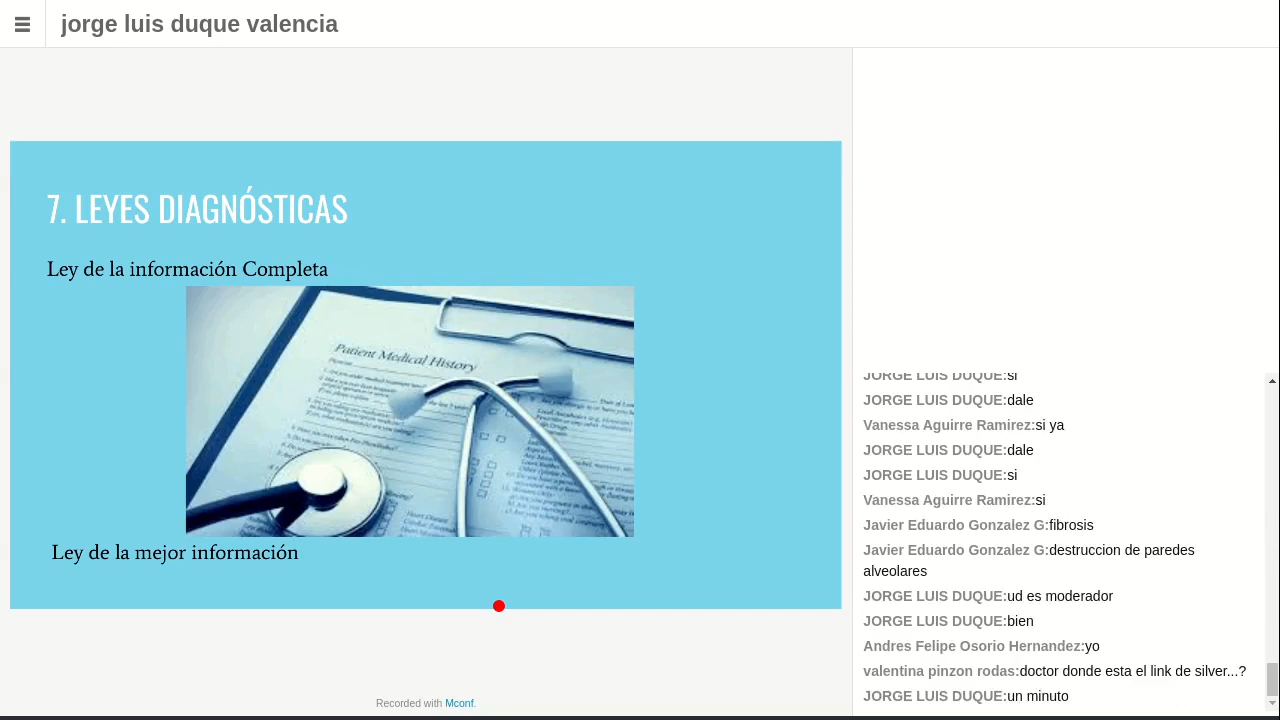 jorge luis duque valencia
7. LEYES DIAGNÓSTICAS
Ley de la información Completa
Patient Medical History
Ley de la mejor información
Recorded with Mconf.
JORGE LUIS DUQUE:si
JORGE LUIS DUQUE:dale
Vanessa Aguirre Ramirez:si ya
JORGE LUIS DUQUE:dale
JORGE LUIS DUQUE:si
Vanessa Aguirre Ramirez:si
Javier Eduardo Gonzalez G:fibrosis
Javier Eduardo Gonzalez G:destruccion de paredes
alveolares
JORGE LUIS DUQUE:ud es moderador
JORGE LUIS DUQUE:bien
Andres Felipe Osorio Hernandez:yo
valentina pinzon rodas:doctor donde esta el link de silver...?
JORGE LUIS DUQUE:un minuto